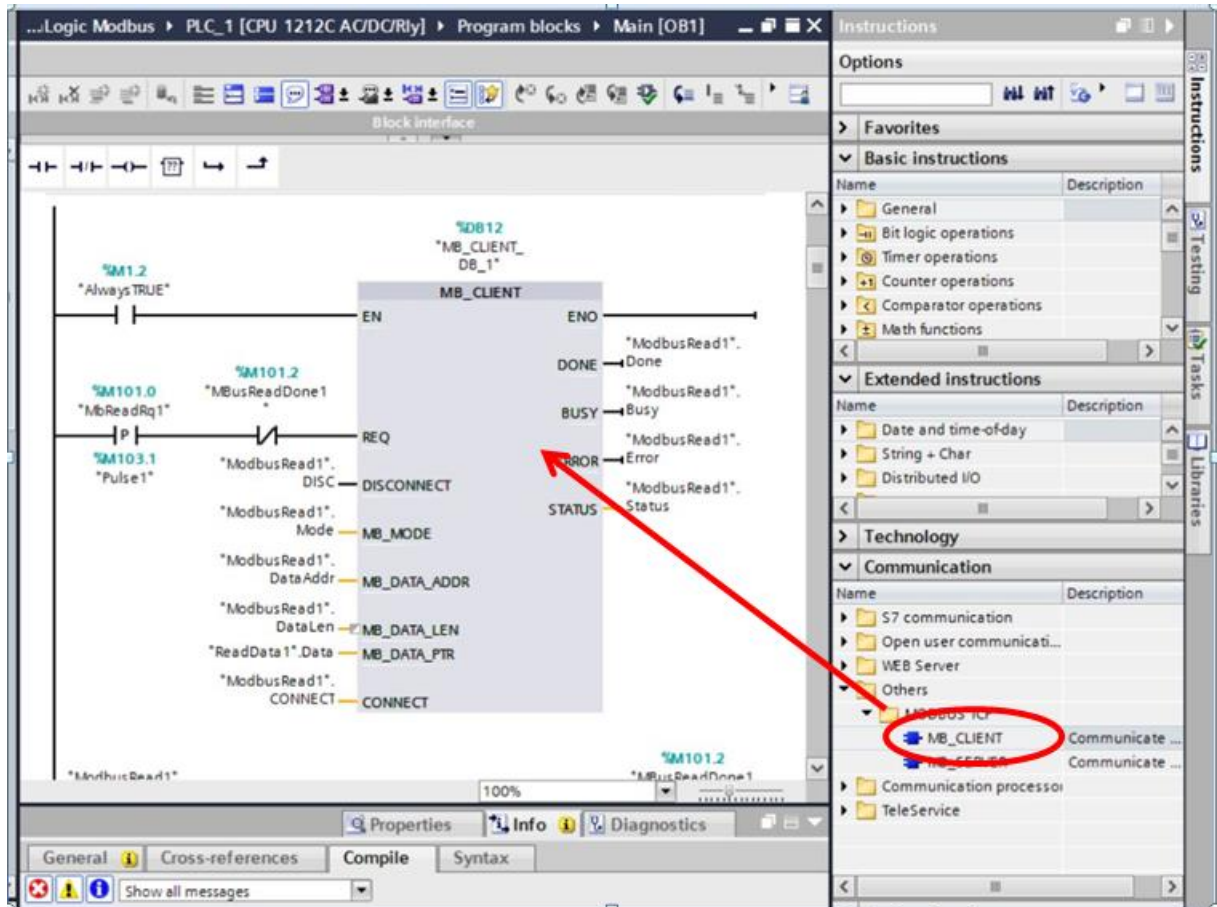 ...Logic Modbus ▸ PLC_1 [CPU 1212C AC/DC/Rly] ▸ Program blocks ▸ Main [OB1]
Block interface
%DB12
"MB_CLIENT_
DB_1"
%M1.2
"AlwaysTRUE"
MB_CLIENT
EN
ENO
"ModbusRead1".
DONE
Done
%M101.0
"MbReadRq1"
P
%M103.1
"Pulse1"
%M101.2
"MBusReadDone1
"
REQ
"ModbusRead1".
BUSY
Busy
"ModbusRead1".
Error
"ModbusRead1".
DISC
DISCONNECT
"ModbusRead1".
STATUS
Status
"ModbusRead1".
Mode
MB_MODE
"ModbusRead1".
DataAddr
MB_DATA_ADDR
"ModbusRead1".
DataLen
MB_DATA_LEN
"ReadData1".Data
MB_DATA_PTR
"ModbusRead1".
CONNECT
CONNECT
%M101.2
"ModbusRead1"
"MBusReadDone1
100%
Properties
Info
Diagnostics
General
Cross-references
Compile
Syntax
Show all messages
Instructions
Options
Favorites
Basic instructions
Name Description
General
Bit logic operations
Timer operations
Counter operations
Comparator operations
Math functions
Extended instructions
Name Description
Date and time-of-day
String + Char
Distributed I/O
Technology
Communication
Name Description
S7 communication
Open user communicati...
WEB Server
Others
MODBUS TCP
MB_CLIENT Communicate ...
MB_SERVER Communicate ...
Communication processor
TeleService
Instructions
Testing
Tasks
Libraries